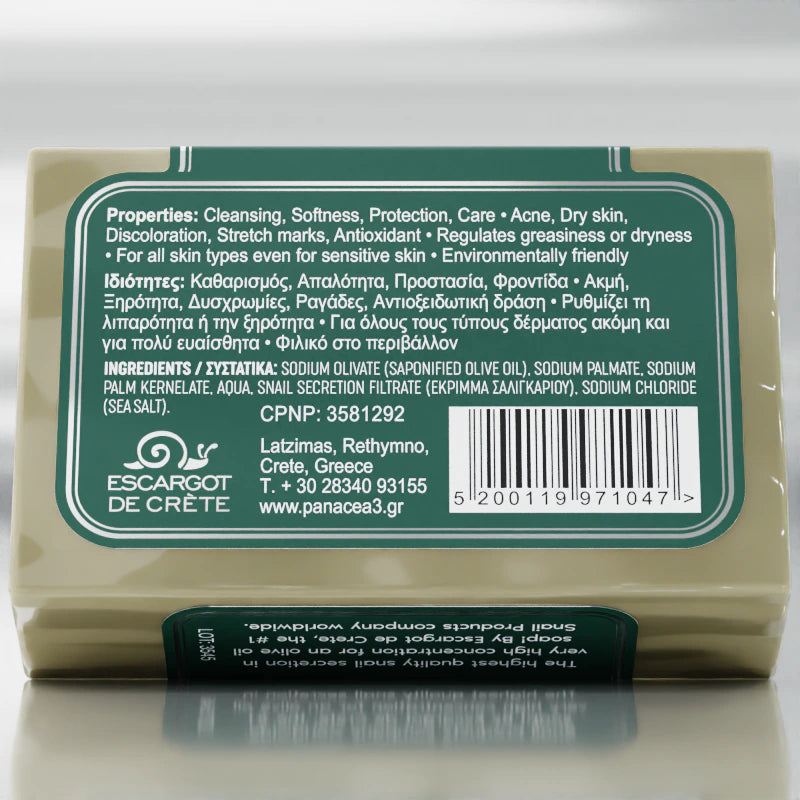 Properties: Cleansing, Softness, Protection, Care • Acne, Dry skin,
Discoloration, Stretch marks, Antioxidant • Regulates greasiness or dryness
• For all skin types even for sensitive skin • Environmentally friendly
Ιδιότητες: Καθαρισμός, Απαλότητα, Προστασία, Φροντίδα • Ακμή,
Ξηρότητα, Δυσχρωμίες, Ραγάδες, Αντιοξειδωτική δράση • Ρυθμίζει τη
λιπαρότητα ή την ξηρότητα • Για όλους τους τύπους δέρματος ακόμη και
για πολύ ευαίσθητα • Φιλικό στο περιβάλλον
INGREDIENTS / ΣΥΣΤΑΤΙΚΑ: SODIUM OLIVATE (SAPONIFIED OLIVE OIL), SODIUM PALMATE, SODIUM
PALM KERNELATE, AQUA, SNAIL SECRETION FILTRATE (ΕΚΡΙΜΜΑ ΣΑΛΙΓΚΑΡΙΟΥ), SODIUM CHLORIDE
(SEA SALT).
CPNP: 3581292
ESCARGOT
DE CRÈTE
Latzimas, Rethymno,
Crete, Greece
T. + 30 28340 93155
www.panacea3.gr
5 200119 971047 >
The highest quality snail secretion in
very high concentration for an olive oil
soap! By Escargot de Crete, the #1
Snail Products company worldwide.
LOT: 3545